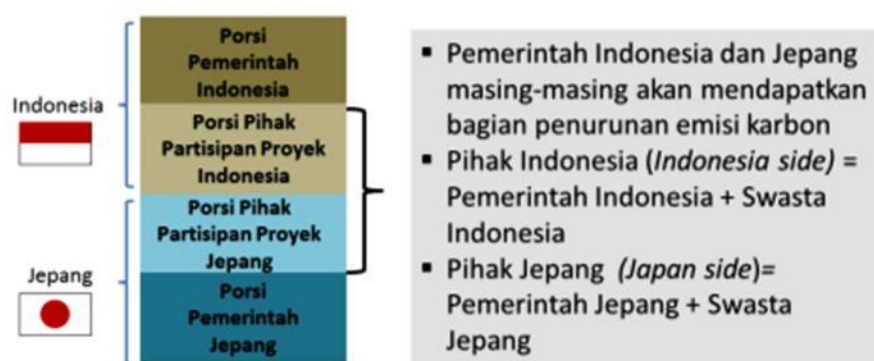 Indonesia
Porsi
Pemerintah
Indonesia
Porsi Pihak
Partisipan Proyek
Indonesia
Jepang
Porsi Pihak
Partisipan Proyek
Jepang
Porsi
Pemerintah
Jepang
▪ Pemerintah Indonesia dan Jepang
masing-masing akan mendapatkan
bagian penurunan emisi karbon
▪ Pihak Indonesia (Indonesia side) =
Pemerintah Indonesia + Swasta
Indonesia
▪ Pihak Jepang (Japan side)=
Pemerintah Jepang + Swasta
Jepang